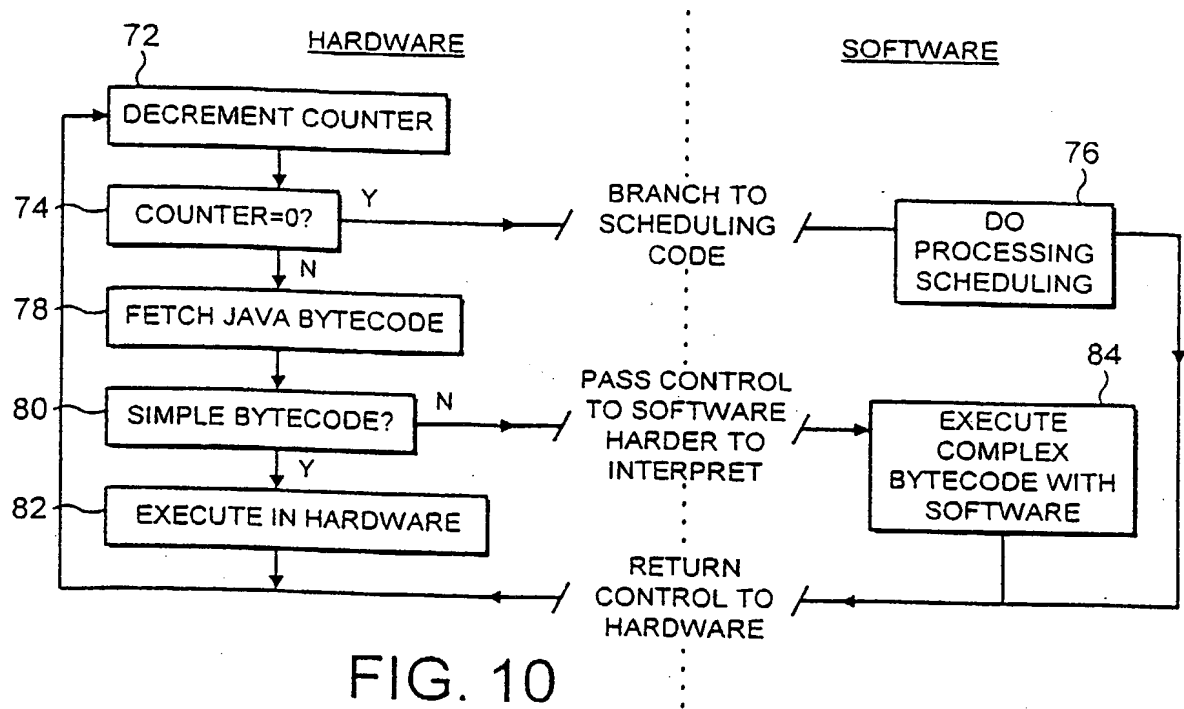 HARDWARE
SOFTWARE
72
DECREMENT COUNTER
74
COUNTER=0?
Y
BRANCH TO
SCHEDULING
CODE
76
DO
PROCESSING
SCHEDULING
N
78
FETCH JAVA BYTECODE
80
SIMPLE BYTECODE?
N
PASS CONTROL
TO SOFTWARE
HARDER TO
INTERPRET
84
EXECUTE
COMPLEX
BYTECODE WITH
SOFTWARE
Y
82
EXECUTE IN HARDWARE
RETURN
CONTROL TO
HARDWARE
FIG. 10